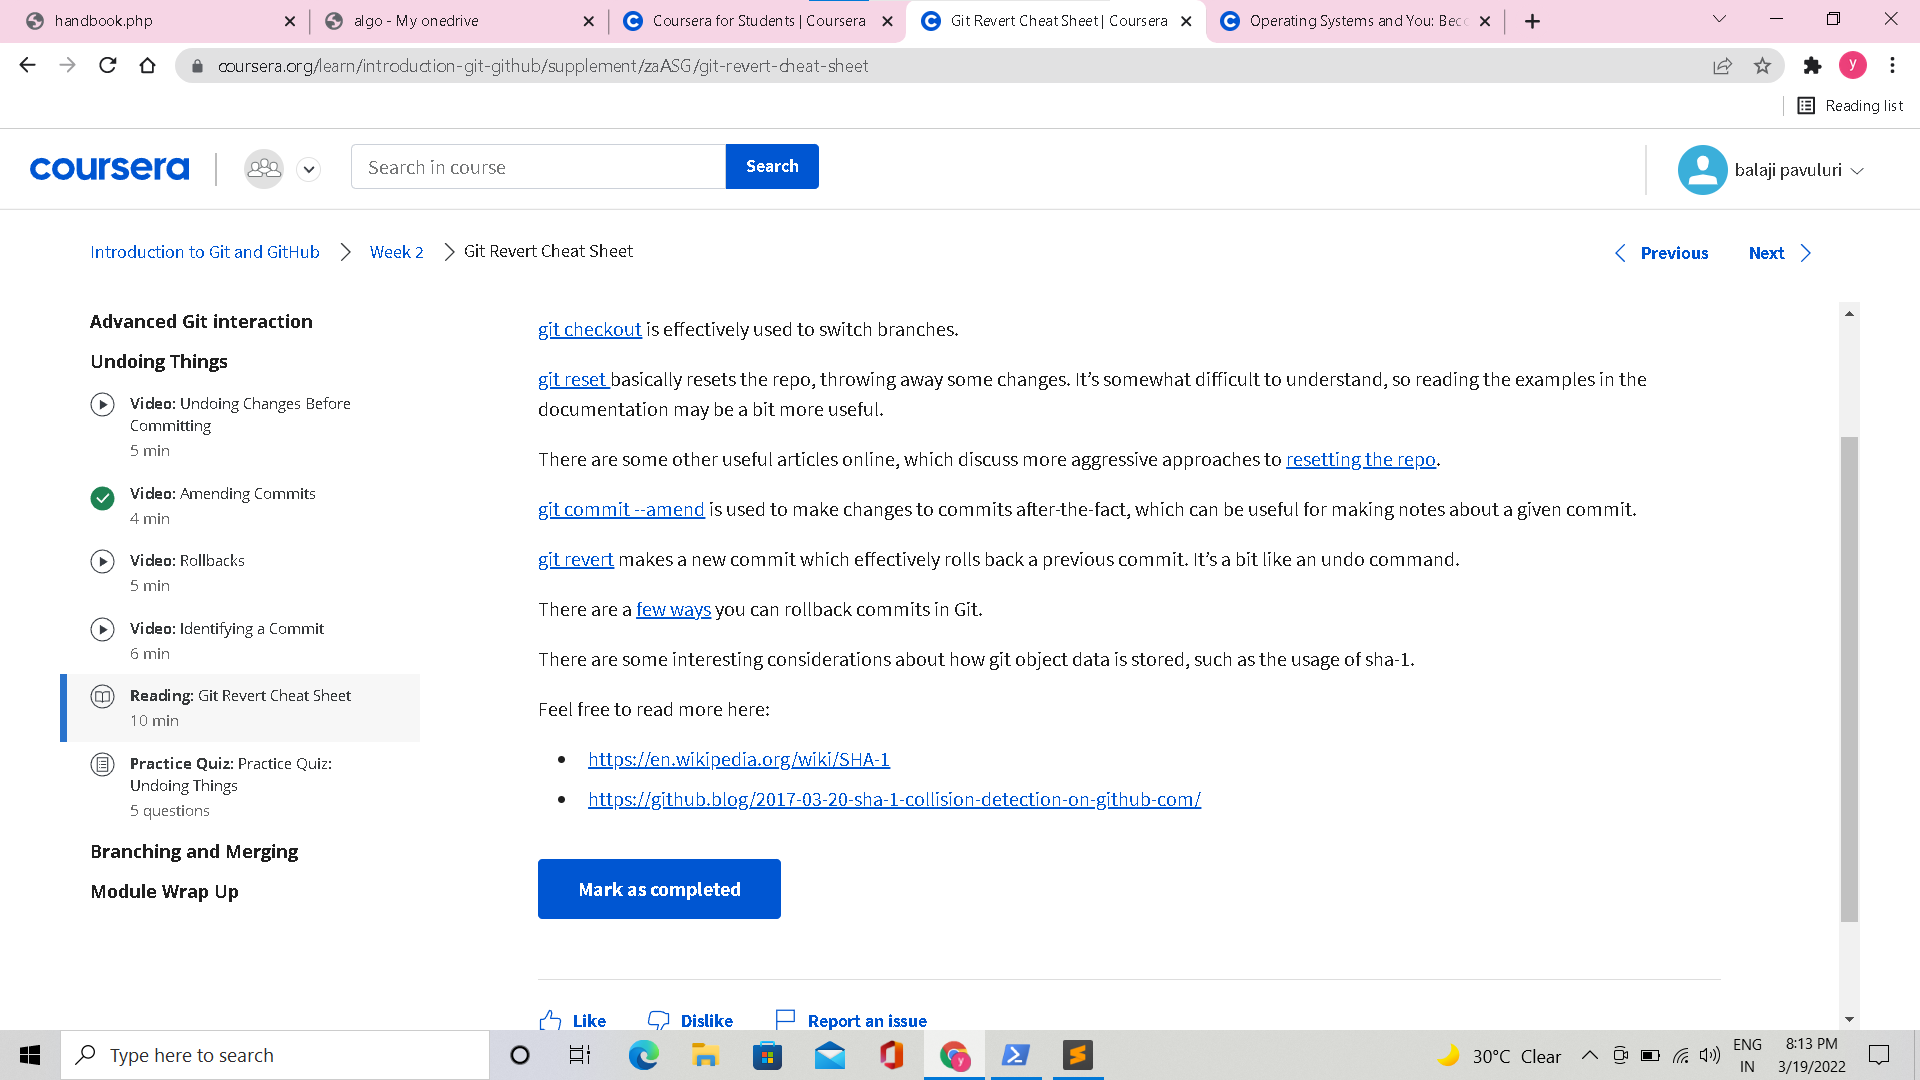 handbook.php
algo - My onedrive
Coursera for Students | Coursera
Git Revert Cheat Sheet | Coursera
Operating Systems and You: Bec
coursera.org/learn/introduction-git-github/supplement/zaASG/git-revert-cheat-sheet
y
Reading list
coursera
Search in course
Search
balaji pavuluri
Introduction to Git and GitHub
Week 2
Git Revert Cheat Sheet
Previous
Next
Advanced Git interaction
Undoing Things
Video: Undoing Changes Before
Committing
5 min
Video: Amending Commits
4 min
Video: Rollbacks
5 min
Video: Identifying a Commit
6 min
Reading: Git Revert Cheat Sheet
10 min
Practice Quiz: Practice Quiz:
Undoing Things
5 questions
Branching and Merging
Module Wrap Up
git checkout is effectively used to switch branches.
git reset basically resets the repo, throwing away some changes. It’s somewhat difficult to understand, so reading the examples in the
documentation may be a bit more useful.
There are some other useful articles online, which discuss more aggressive approaches to resetting the repo.
git commit --amend is used to make changes to commits after-the-fact, which can be useful for making notes about a given commit.
git revert makes a new commit which effectively rolls back a previous commit. It’s a bit like an undo command.
There are a few ways you can rollback commits in Git.
There are some interesting considerations about how git object data is stored, such as the usage of sha-1.
Feel free to read more here:
• https://en.wikipedia.org/wiki/SHA-1
• https://github.blog/2017-03-20-sha-1-collision-detection-on-github-com/
Mark as completed
Like
Dislike
Report an issue
Type here to search
y
30°C Clear
ENG
IN
8:13 PM
3/19/2022